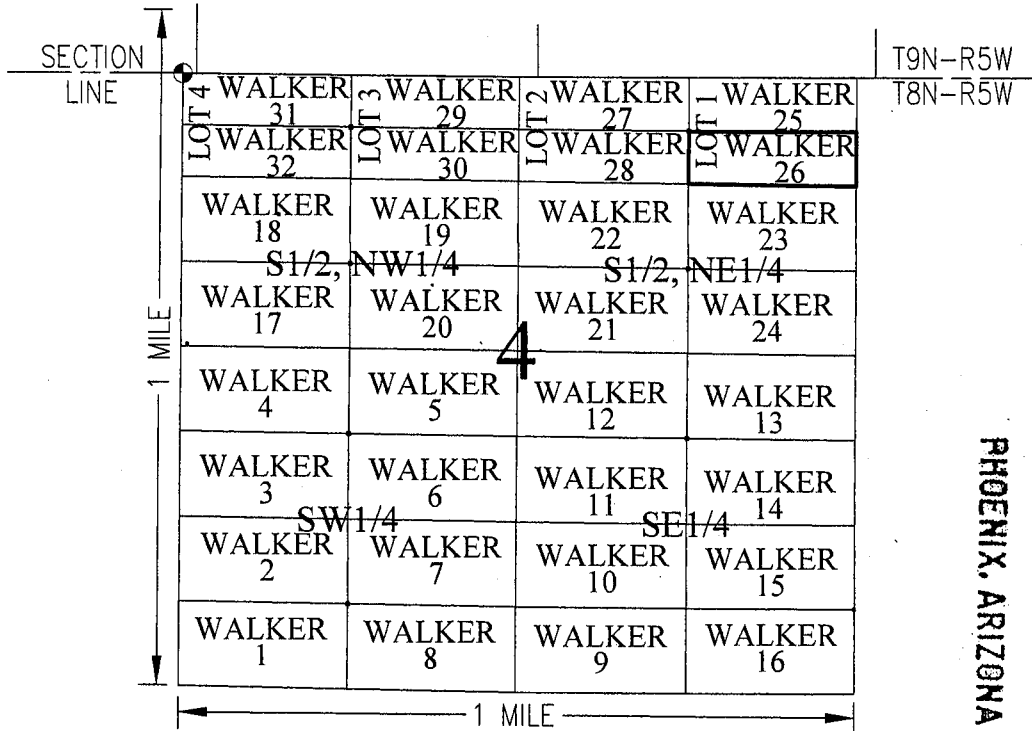 SECTION
LINE
T9N-R5W
T8N-R5W
LOT 4
WALKER
31
LOT 3
WALKER
29
LOT 2
WALKER
27
LOT 1
WALKER
25
WALKER
32
WALKER
30
WALKER
28
WALKER
26
WALKER
18
WALKER
19
WALKER
22
WALKER
23
S1/2, NW1/4
S1/2, NE1/4
WALKER
17
WALKER
20
WALKER
21
WALKER
24
4
1 MILE
WALKER
4
WALKER
5
WALKER
12
WALKER
13
WALKER
3
WALKER
6
WALKER
11
WALKER
14
SW1/4
SE1/4
WALKER
2
WALKER
7
WALKER
10
WALKER
15
WALKER
1
WALKER
8
WALKER
9
WALKER
16
1 MILE
PHOENIX, ARIZONA